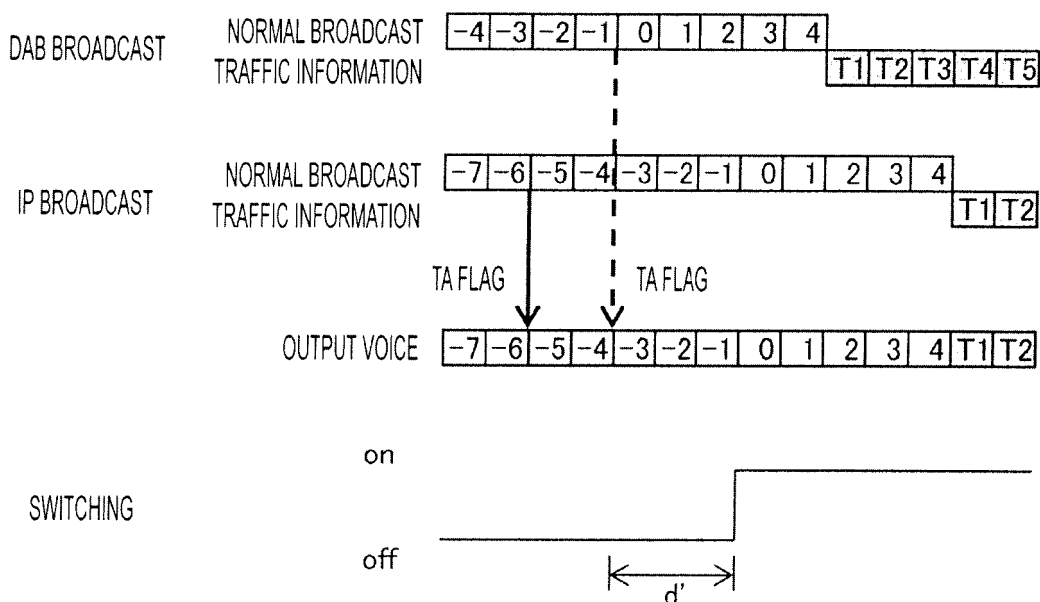 DAB BROADCAST
NORMAL BROADCAST -4 -3 -2 -1 0 1 2 3 4
TRAFFIC INFORMATION T1 T2 T3 T4 T5
IP BROADCAST
NORMAL BROADCAST -7 -6 -5 -4 -3 -2 -1 0 1 2 3 4
TRAFFIC INFORMATION T1 T2
TA FLAG TA FLAG
OUTPUT VOICE -7 -6 -5 -4 -3 -2 -1 0 1 2 3 4 T1 T2
on
SWITCHING
off
d'